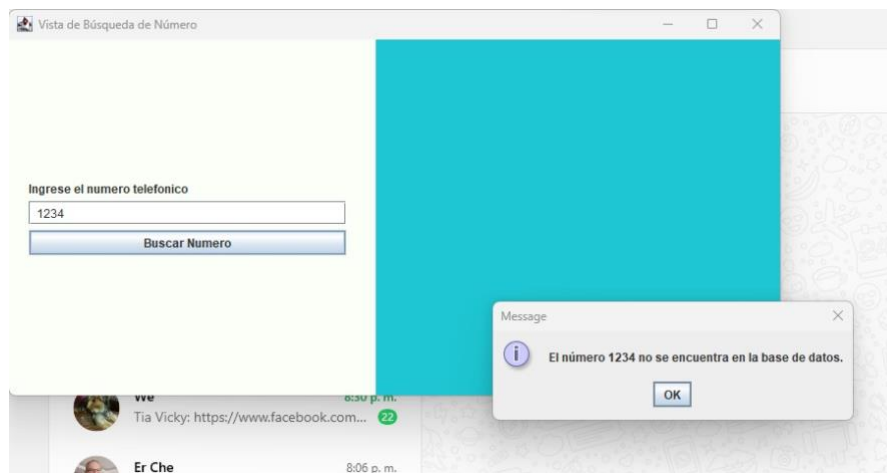 Vista de Búsqueda de Número
Ingrese el numero telefonico
1234
Buscar Numero
Message
El número 1234 no se encuentra en la base de datos.
OK
We
8:50 p. m.
Tia Vicky: https://www.facebook.com...
22
Er Che
8:06 p. m.